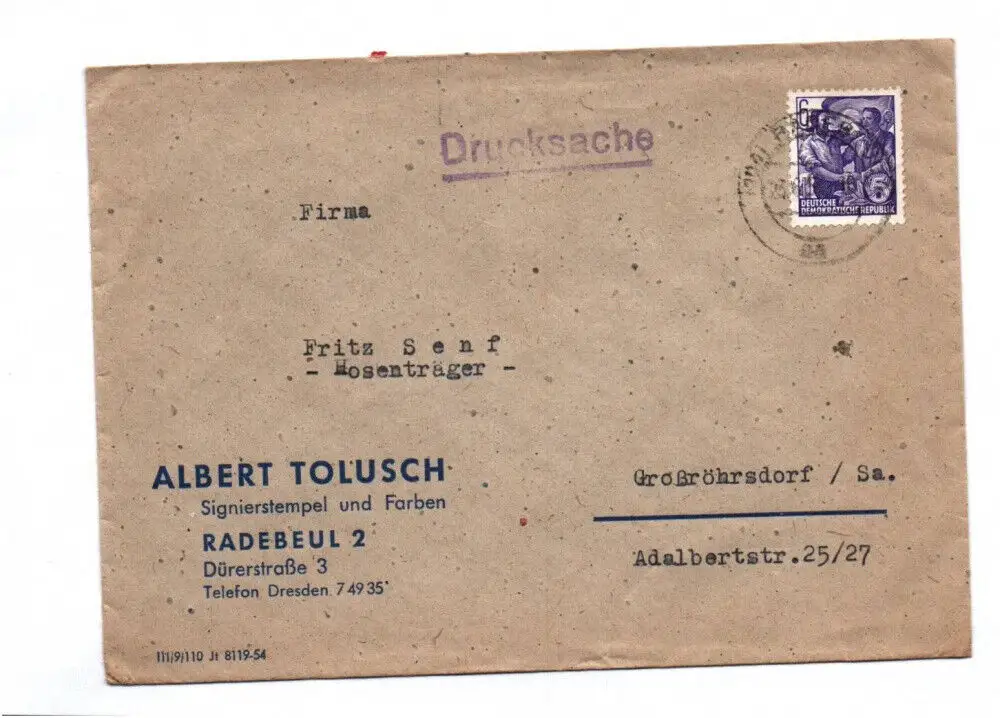 Drucksache
6
DEUTSCHE
DEMOKRATISCHE REPUBLIK
Firma
Fritz Senf
- Hosenträger -
ALBERT TOLUSCH
Signierstempel und Farben
RADEBEUL 2
Dürerstraße 3
Telefon Dresden 74935
Großröhrsdorf / Sa.
Adalbertstr.25/27
111/9/110 Jt 8119-54